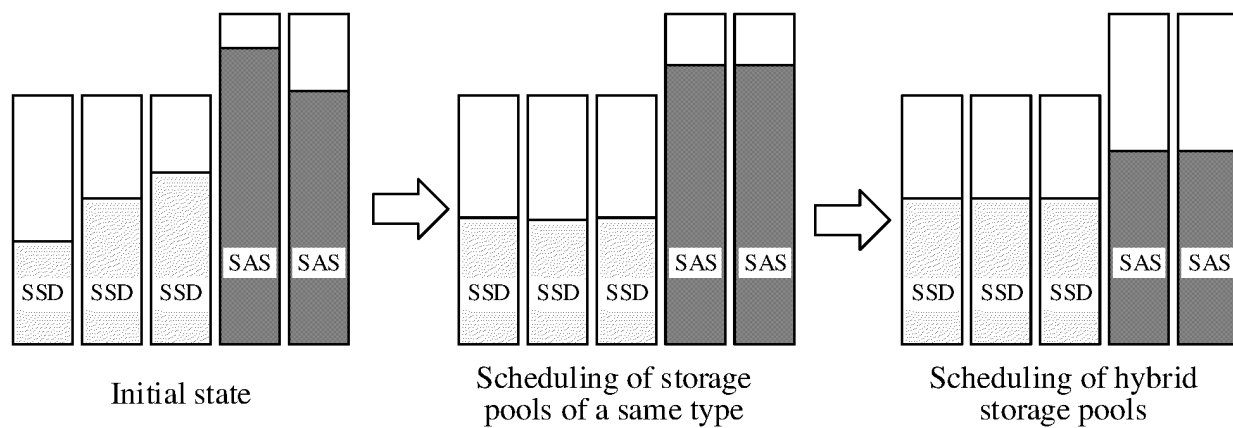 SSD
SSD
SSD
SAS
SAS
Initial state
SSD
SSD
SSD
SAS
SAS
Scheduling of storage
pools of a same type
SSD
SSD
SSD
SAS
SAS
Scheduling of hybrid
storage pools